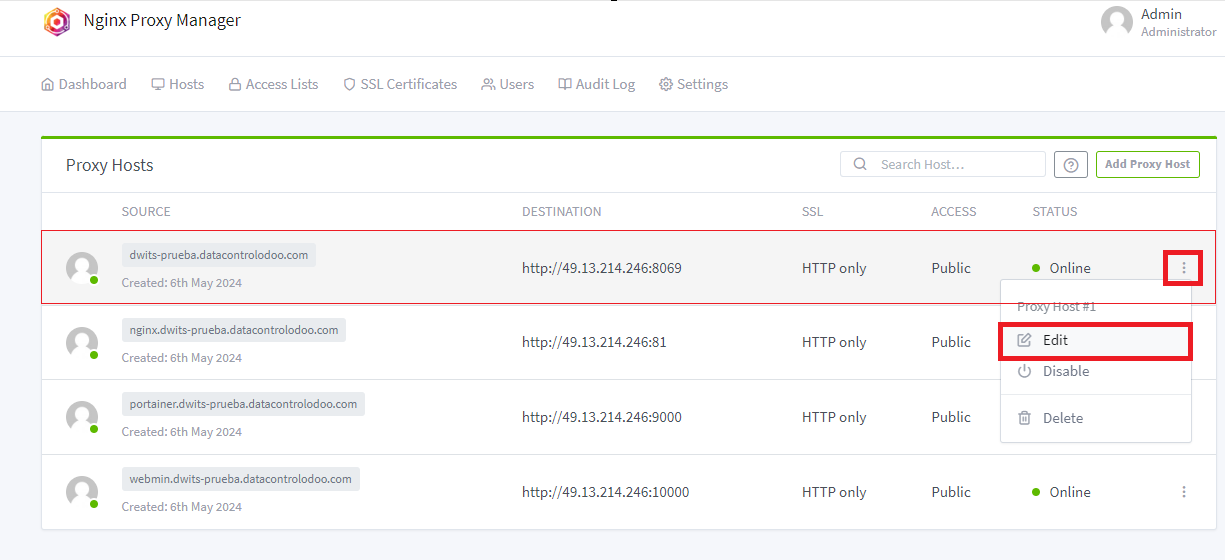 Nginx Proxy Manager
Admin
Administrator
Dashboard Hosts Access Lists SSL Certificates Users Audit Log Settings
Proxy Hosts Search Host... Add Proxy Host
SOURCE DESTINATION SSL ACCESS STATUS
dwits-prueba.datacontrolodoo.com
Created: 6th May 2024
http://49.13.214.246:8069 HTTP only Public Online
Proxy Host #1
Edit
Disable
Delete
nginx.dwits-prueba.datacontrolodoo.com
Created: 6th May 2024
http://49.13.214.246:81 HTTP only Public
portainer.dwits-prueba.datacontrolodoo.com
Created: 6th May 2024
http://49.13.214.246:9000 HTTP only Public
webmin.dwits-prueba.datacontrolodoo.com
Created: 6th May 2024
http://49.13.214.246:10000 HTTP only Public Online